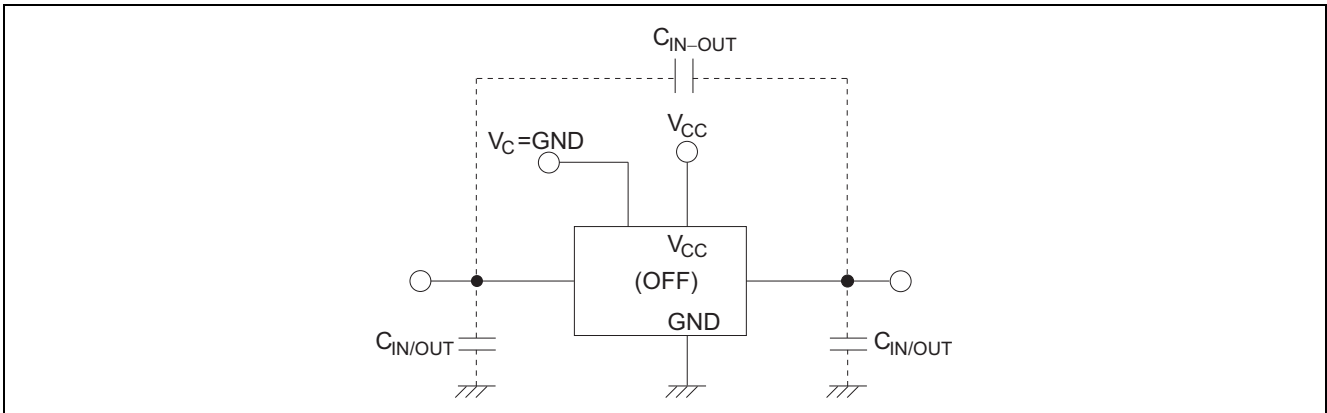 C_IN–OUT
V_CC
V_C=GND
V_CC
(OFF)
GND
C_IN/OUT
C_IN/OUT